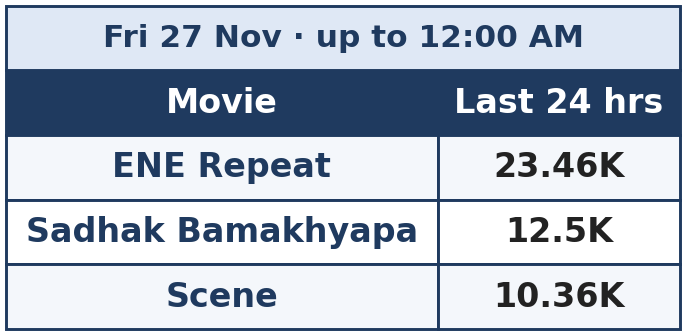 Fri 27 Nov · up to 12:00 AM
Movie Last 24 hrs
ENE Repeat 23.46K
Sadhak Bamakhyapa 12.5K
Scene 10.36K